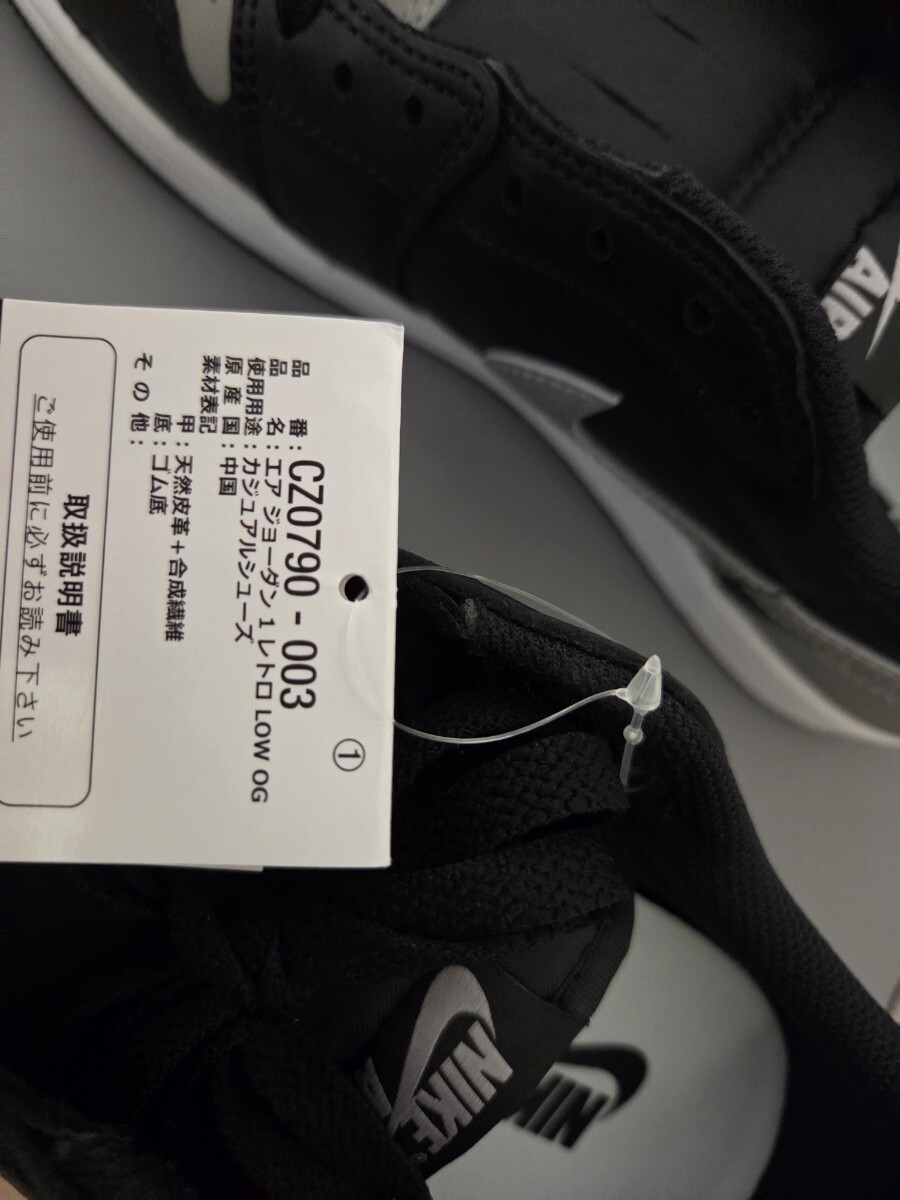 ①
品番：CZ0790 - 003
品名：エア ジョーダン 1 レトロ LOW OG
使用用途：カジュアルシューズ
原産国：中国
素材表記
甲：天然皮革＋合成繊維
底：ゴム底
その他：
取扱説明書
ご使用前に必ずお読み下さい
AIR
NIKE
NIKE